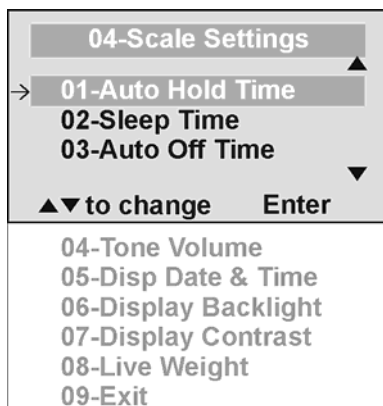 04-Scale Settings
▲
→ 01-Auto Hold Time
02-Sleep Time
03-Auto Off Time
▼
▲▼to change Enter
04-Tone Volume
05-Disp Date & Time
06-Display Backlight
07-Display Contrast
08-Live Weight
09-Exit